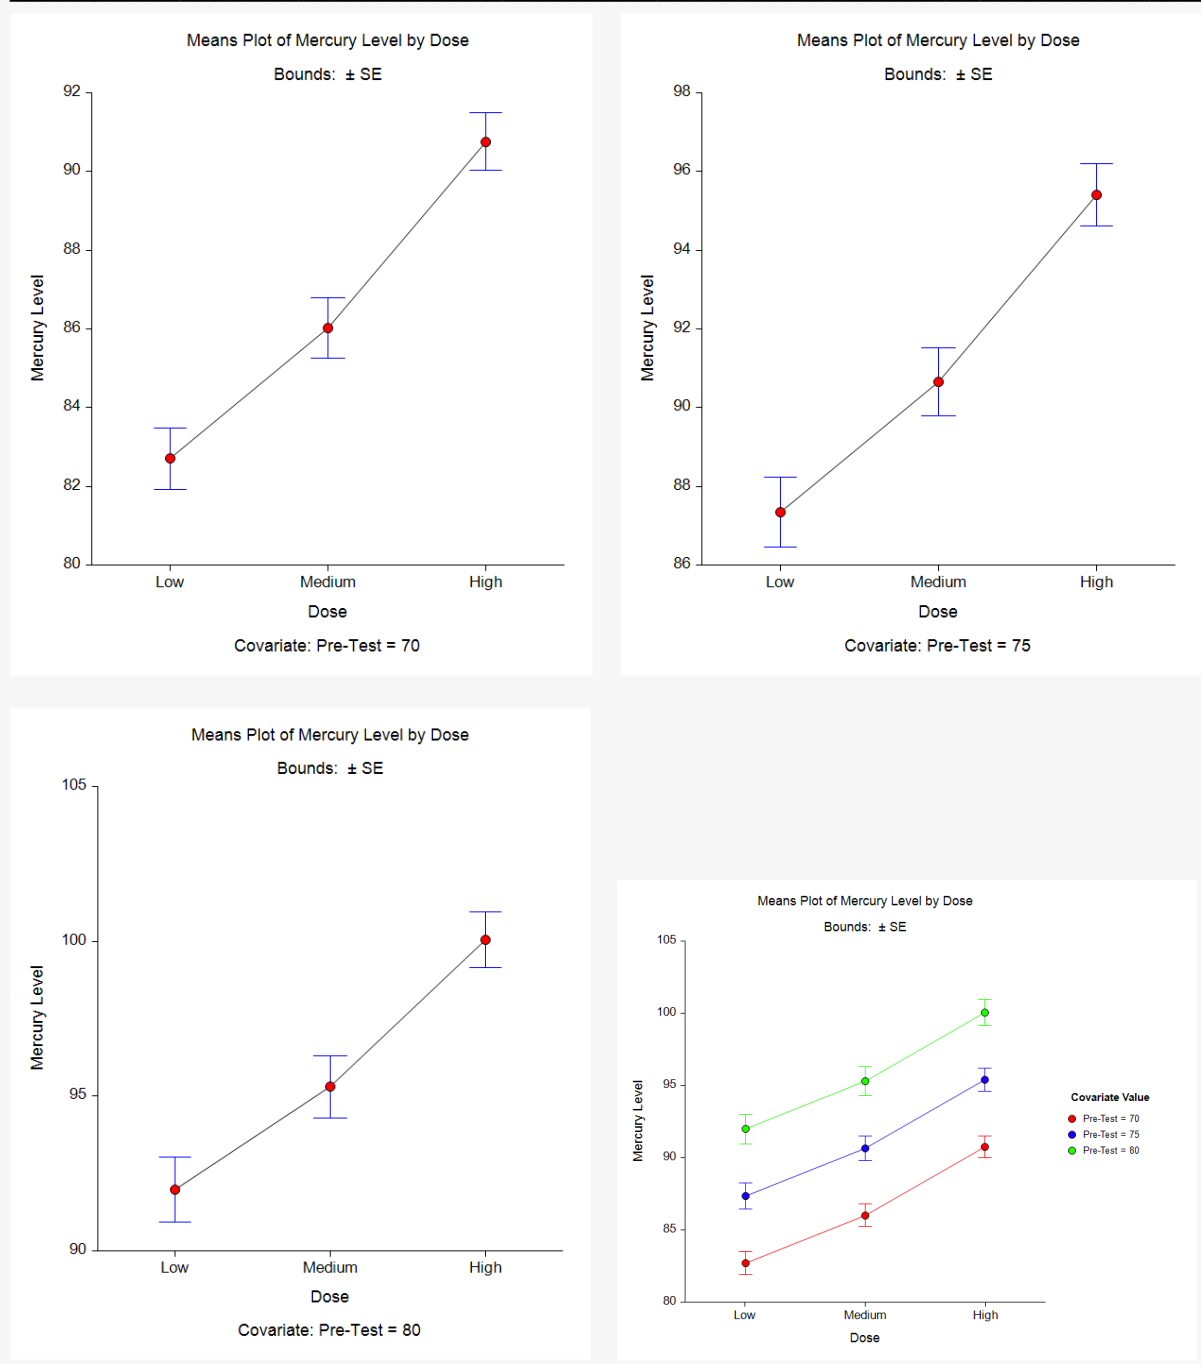 Means Plot of Mercury Level by Dose
Bounds:  ± SE
92
90
88
86
84
82
80
Mercury Level
Low Medium High
Dose
Covariate: Pre-Test = 70
Means Plot of Mercury Level by Dose
Bounds:  ± SE
98
96
94
92
90
88
86
Mercury Level
Low Medium High
Dose
Covariate: Pre-Test = 75
Means Plot of Mercury Level by Dose
Bounds:  ± SE
105
100
95
90
Mercury Level
Low Medium High
Dose
Covariate: Pre-Test = 80
Means Plot of Mercury Level by Dose
Bounds:  ± SE
105
100
95
90
85
80
Mercury Level
Low Medium High
Dose
Covariate Value
Pre-Test = 70
Pre-Test = 75
Pre-Test = 80